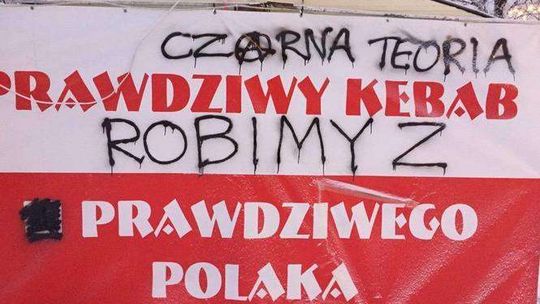 CZARNA TEORIA
PRAWDZIWY KEBAB
ROBIMY Z
PRAWDZIWEGO
POLAKA